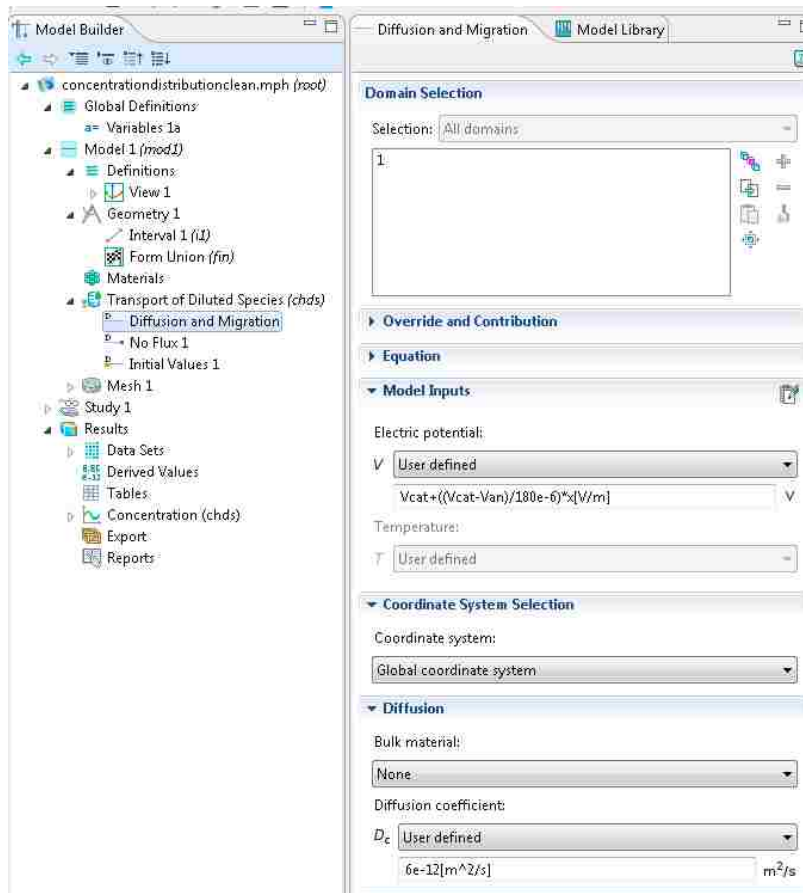 Model Builder
concentrationdistributionclean.mph (root)
Global Definitions
a= Variables 1a
Model 1 (mod1)
Definitions
View 1
Geometry 1
Interval 1 (i1)
Form Union (fin)
Materials
Transport of Diluted Species (chds)
Diffusion and Migration
No Flux 1
Initial Values 1
Mesh 1
Study 1
Results
Data Sets
Derived Values
Tables
Concentration (chds)
Export
Reports
Diffusion and Migration
Model Library
Domain Selection
Selection: All domains
1
Override and Contribution
Equation
Model Inputs
Electric potential:
V User defined
Vcat+((Vcat-Van)/180e-6)*x[V/m] V
Temperature:
T User defined
Coordinate System Selection
Coordinate system:
Global coordinate system
Diffusion
Bulk material:
None
Diffusion coefficient:
Dc User defined
6e-12[m^2/s] m²/s